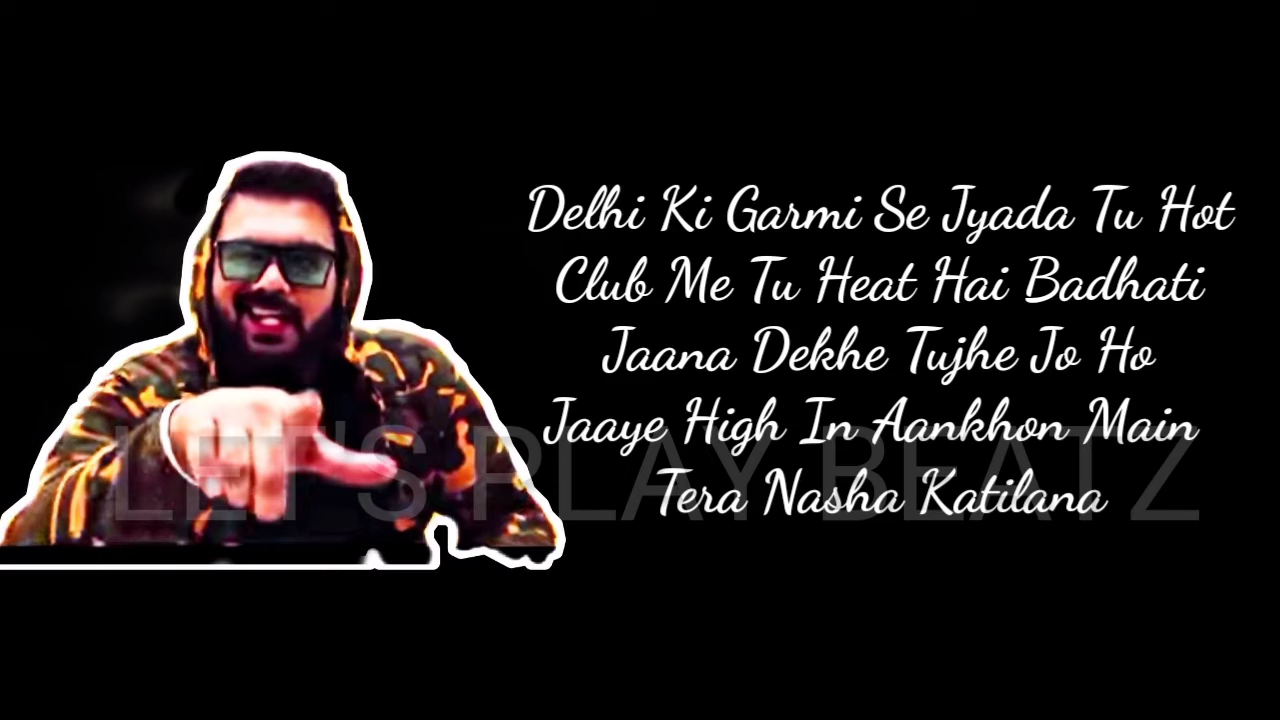 Delhi Ki Garmi Se Jyada Tu Hot
Club Me Tu Heat Hai Badhati
Jaana Dekhe Tujhe Jo Ho
Jaaye High In Aankhon Main
Tera Nasha Katilana
LET'S PLAY BEATZ